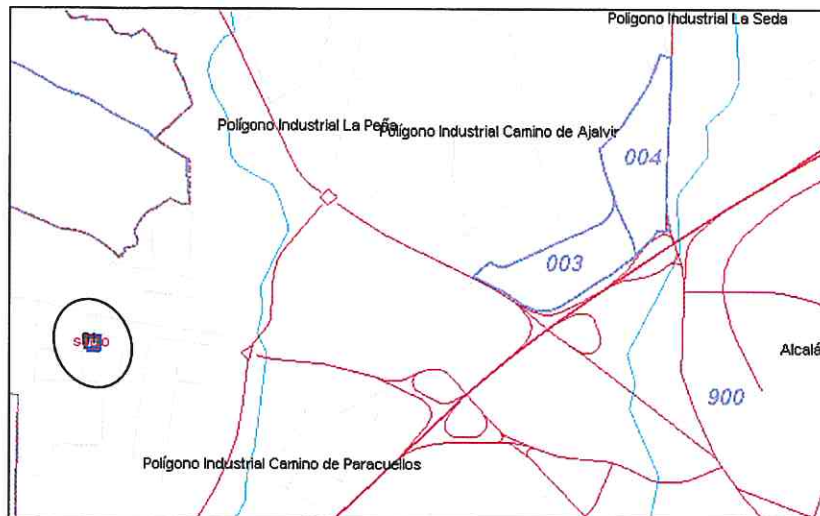 Polígono Industrial La Seda
Polígono Industrial La Peña
Polígono Industrial Camino de Ajalvir
004
003
Alcalá
900
Polígono Industrial Camino de Paracuellos